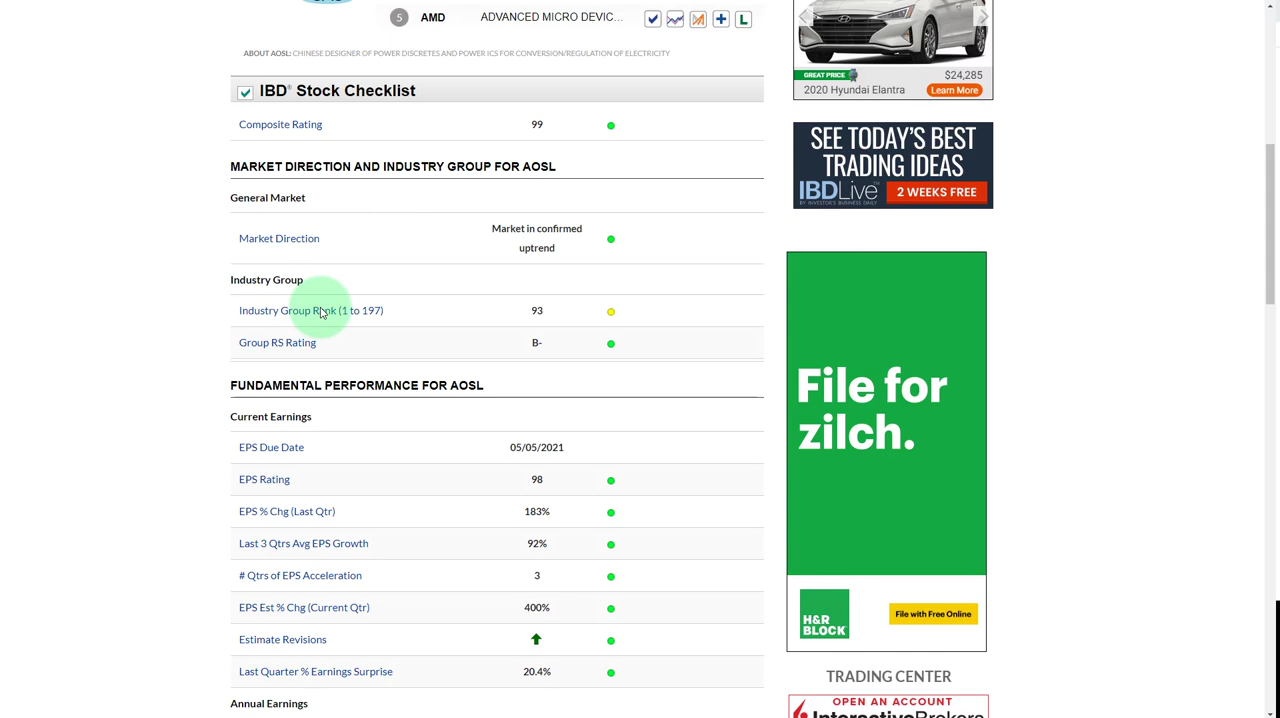 5 AMD ADVANCED MICRO DEVIC...
L
ABOUT AOSL: CHINESE DESIGNER OF POWER DISCRETES AND POWER ICS FOR CONVERSION/REGULATION OF ELECTRICITY
IBD® Stock Checklist
Composite Rating 99
MARKET DIRECTION AND INDUSTRY GROUP FOR AOSL
General Market
Market Direction Market in confirmed
uptrend
Industry Group
Industry Group Rank (1 to 197) 93
Group RS Rating B-
FUNDAMENTAL PERFORMANCE FOR AOSL
Current Earnings
EPS Due Date 05/05/2021
EPS Rating 98
EPS % Chg (Last Qtr) 183%
Last 3 Qtrs Avg EPS Growth 92%
# Qtrs of EPS Acceleration 3
EPS Est % Chg (Current Qtr) 400%
Estimate Revisions
Last Quarter % Earnings Surprise 20.4%
Annual Earnings
GREAT PRICE $24,285
2020 Hyundai Elantra Learn More
SEE TODAY'S BEST
TRADING IDEAS
IBDLive™ 2 WEEKS FREE
BY INVESTOR'S BUSINESS DAILY
File for
zilch.
H&R
BLOCK®
File with Free Online
TRADING CENTER
OPEN AN ACCOUNT
InteractiveBrokers